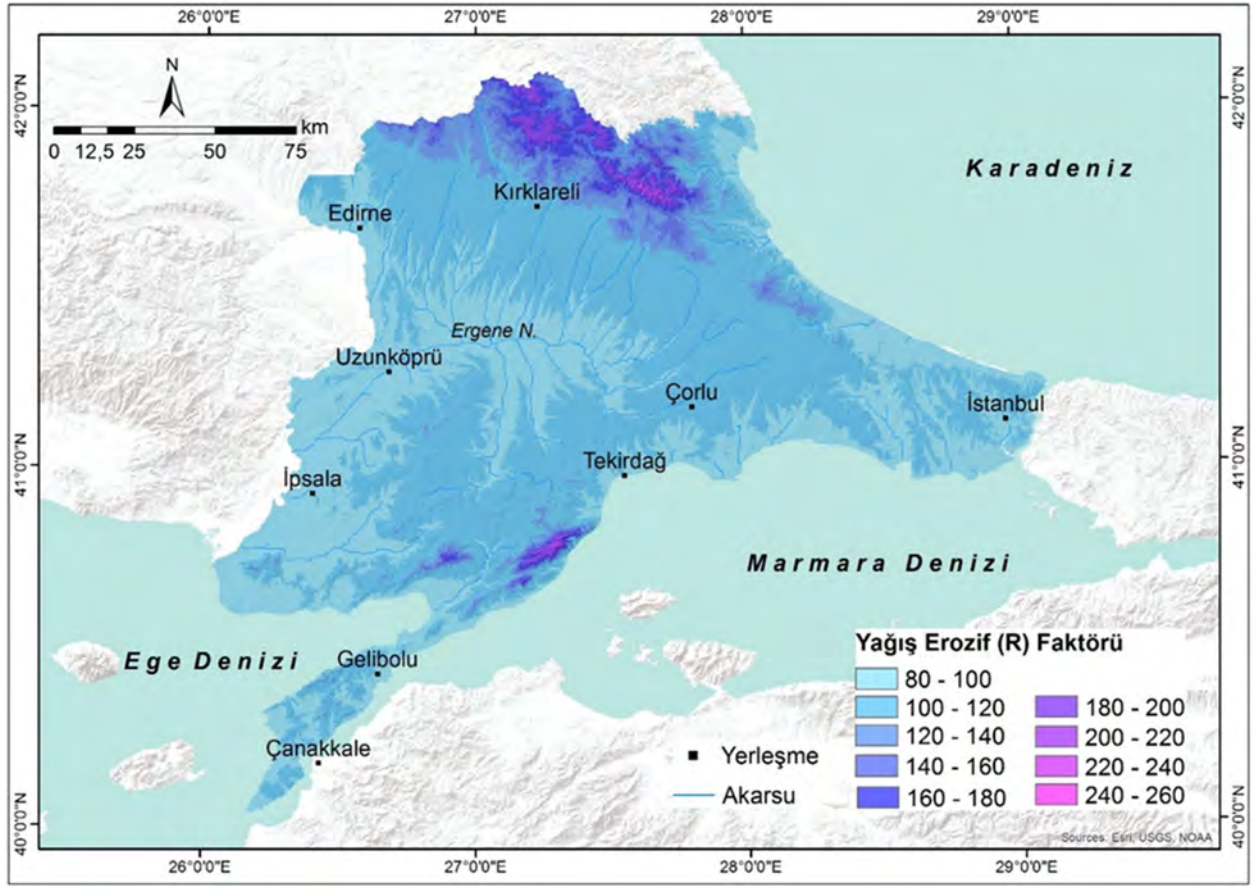 26°0'0"E 27°0'0"E 28°0'0"E 29°0'0"E
N
42°0'0"N
42°0'0"N
km
0 12,5 25 50 75
Karadeniz
Kırklareli
Edirne
Ergene N.
Uzunköprü
Çorlu
İstanbul
41°0'0"N
41°0'0"N
Tekirdağ
İpsala
Marmara Denizi
Ege Denizi
Gelibolu
Çanakkale
Yağış Erozif (R) Faktörü
80 - 100
100 - 120
120 - 140
140 - 160
160 - 180
180 - 200
200 - 220
220 - 240
240 - 260
Yerleşme
Akarsu
40°0'0"N
40°0'0"N
Sources: Esri, USGS, NOAA
26°0'0"E 27°0'0"E 28°0'0"E 29°0'0"E